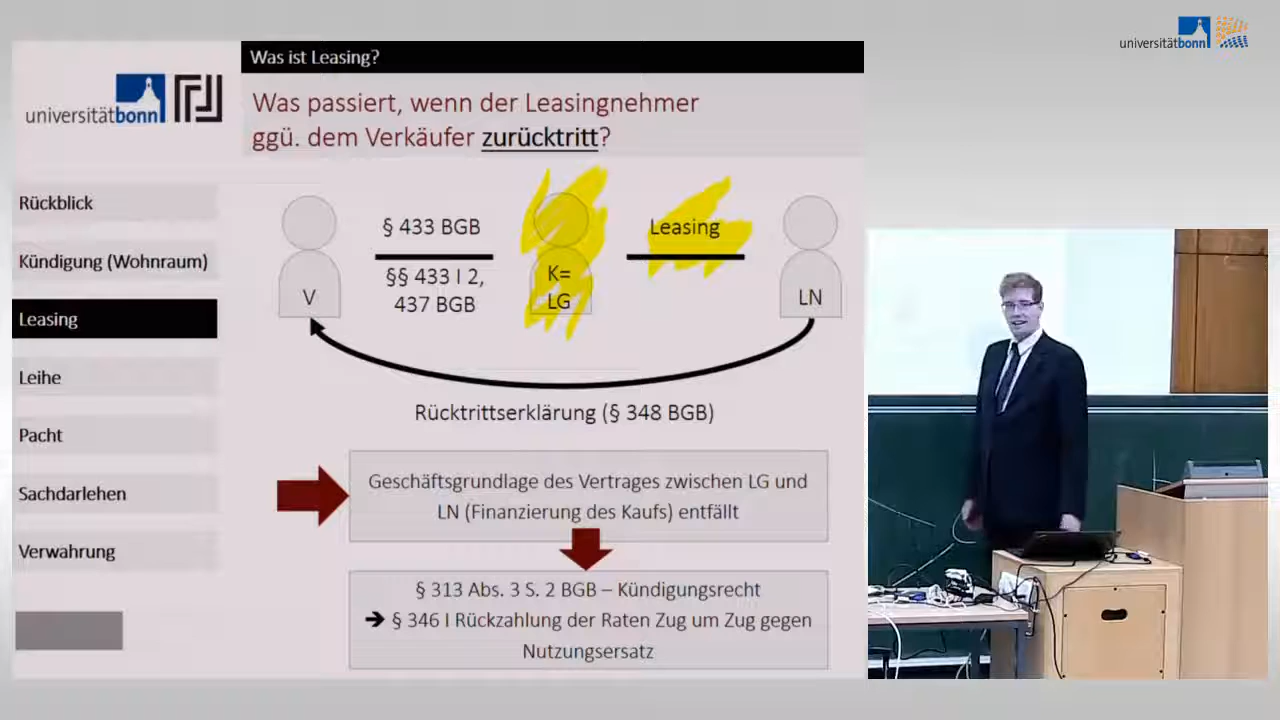 universitätbonn
Was ist Leasing?
universitätbonn
Was passiert, wenn der Leasingnehmer
ggü. dem Verkäufer zurücktritt?
Rückblick
Kündigung (Wohnraum)
Leasing
Leihe
Pacht
Sachdarlehen
Verwahrung
§ 433 BGB
§§ 433 I 2,
437 BGB
Leasing
V
K=
LG
LN
Rücktrittserklärung (§ 348 BGB)
Geschäftsgrundlage des Vertrages zwischen LG und
LN (Finanzierung des Kaufs) entfällt
§ 313 Abs. 3 S. 2 BGB – Kündigungsrecht
➔ § 346 I Rückzahlung der Raten Zug um Zug gegen
Nutzungsersatz